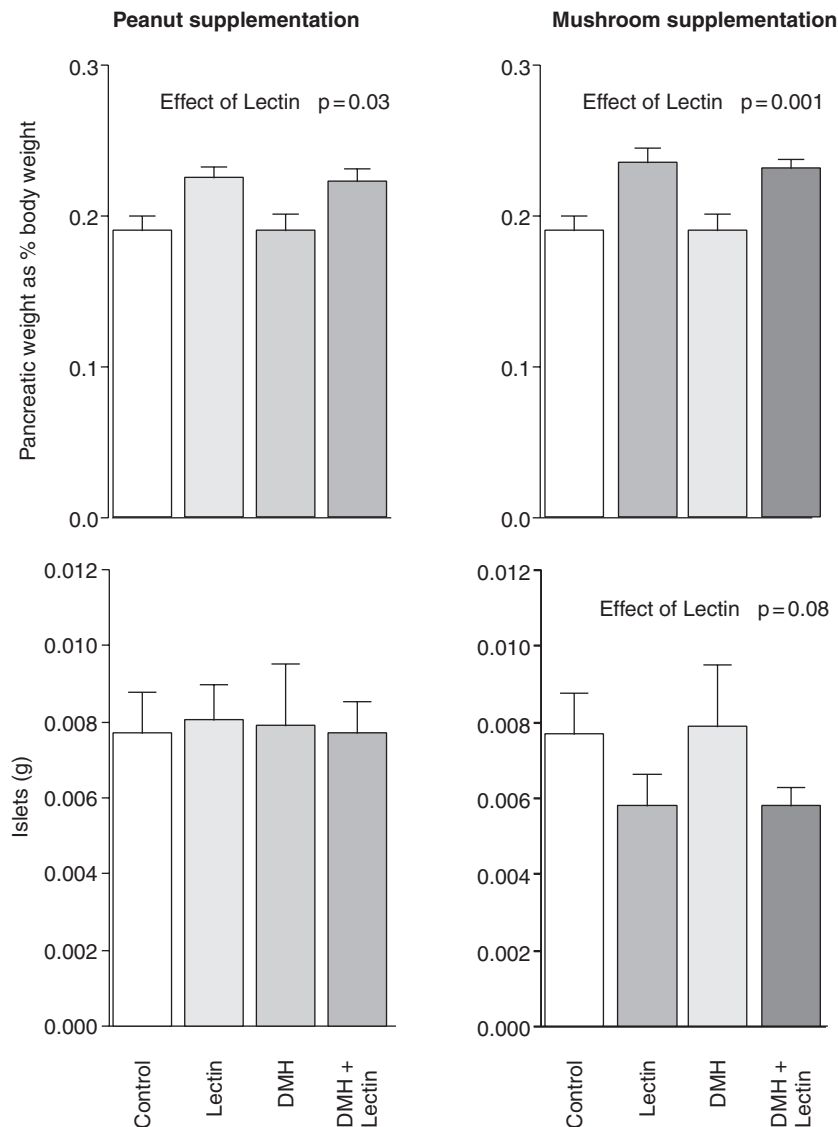 Peanut supplementation
Mushroom supplementation
Pancreatic weight as % body weight
0.3
0.2
0.1
0.0
Effect of Lectin p=0.03
0.3
0.2
0.1
0.0
Effect of Lectin p=0.001
Islets (g)
0.012
0.010
0.008
0.006
0.004
0.002
0.000
Control
Lectin
DMH
DMH +
Lectin
0.012
0.010
0.008
0.006
0.004
0.002
0.000
Effect of Lectin p=0.08
Control
Lectin
DMH
DMH +
Lectin